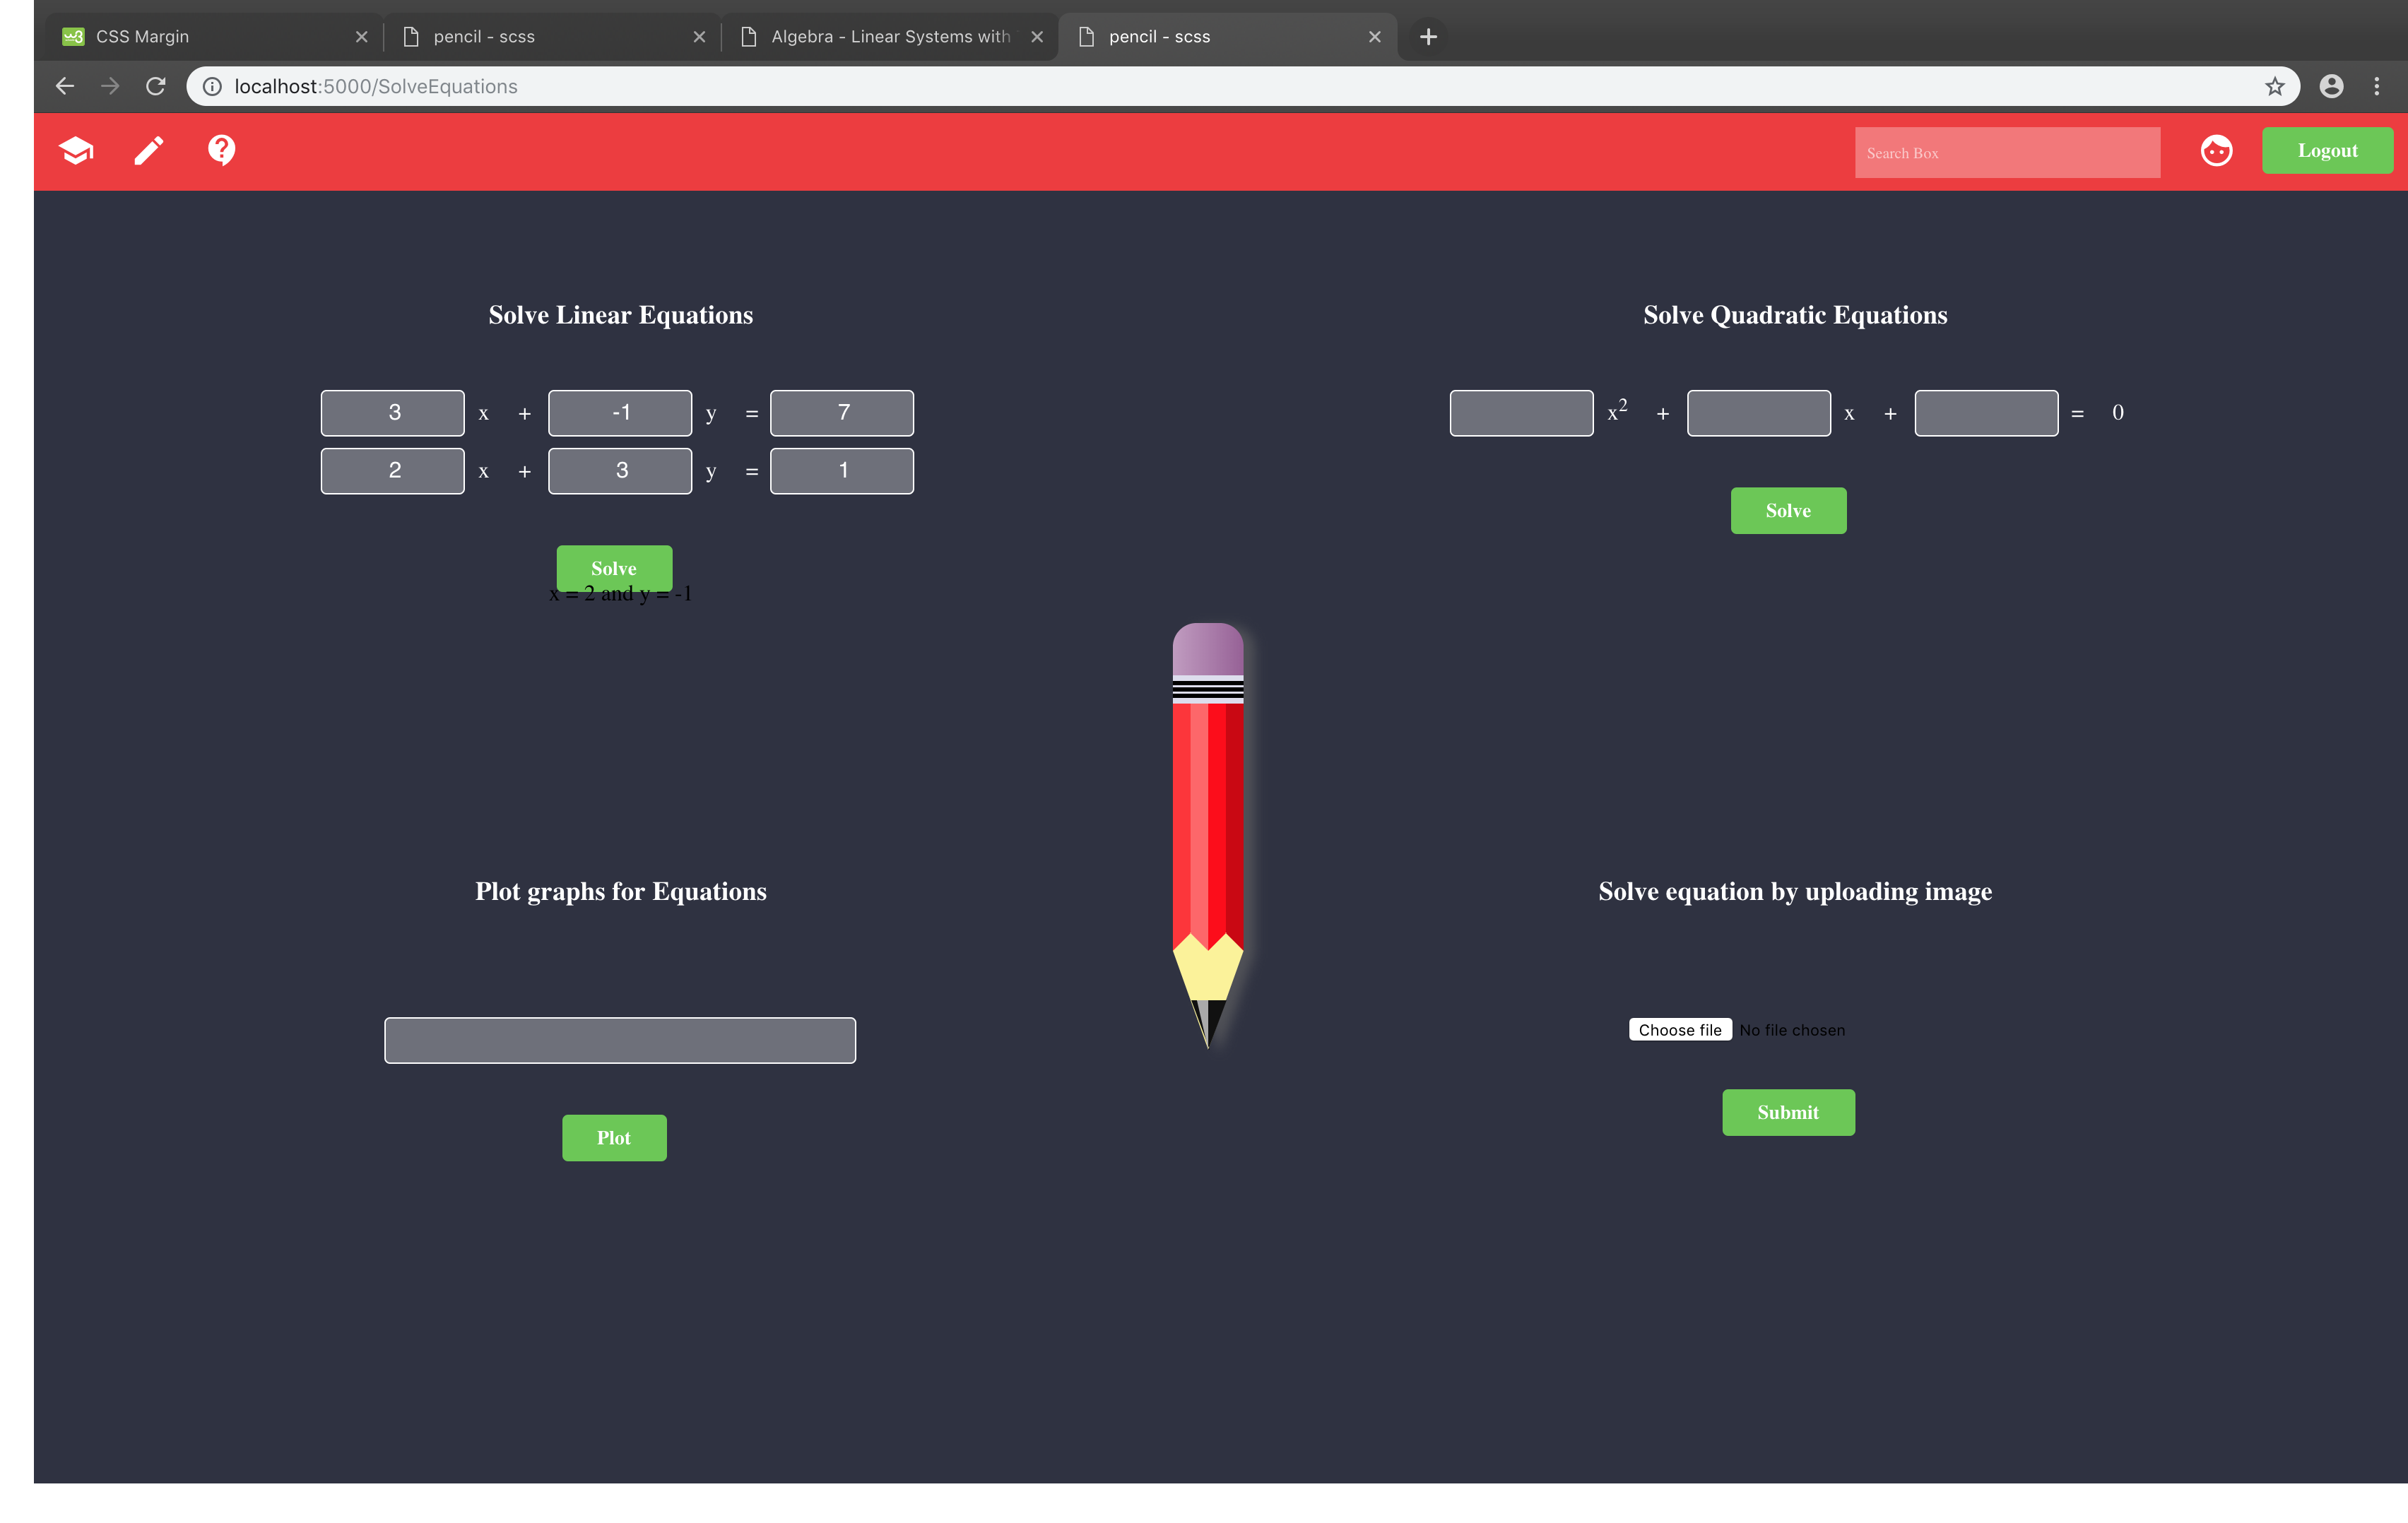 CSS Margin
pencil - scss
Algebra - Linear Systems with
pencil - scss
localhost:5000/SolveEquations
Search Box
Logout
Solve Linear Equations
3 x + -1 y = 7
2 x + 3 y = 1
Solve
x = 2 and y = -1
Solve Quadratic Equations
x² + x + = 0
Solve
Plot graphs for Equations
Plot
Solve equation by uploading image
Choose file No file chosen
Submit